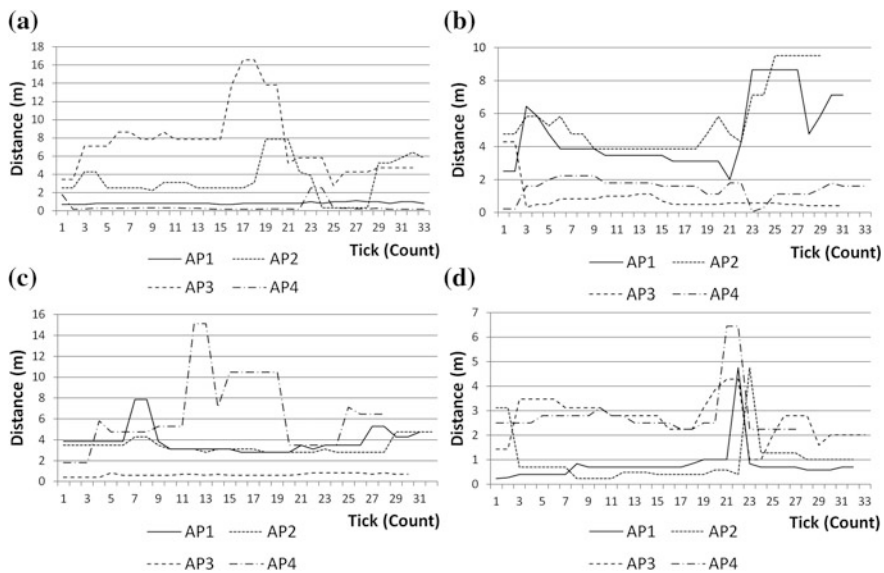 (a)
Distance (m)
18
16
14
12
10
8
6
4
2
0
1 3 5 7 9 11 13 15 17 19 21 23 25 27 29 31 33
Tick (Count)
AP1 AP2
AP3 AP4
(b)
Distance (m)
10
8
6
4
2
0
1 3 5 7 9 11 13 15 17 19 21 23 25 27 29 31 33
Tick (Count)
AP1 AP2
AP3 AP4
(c)
Distance (m)
16
14
12
10
8
6
4
2
0
1 3 5 7 9 11 13 15 17 19 21 23 25 27 29 31
Tick (Count)
AP1 AP2
AP3 AP4
(d)
Distance (m)
7
6
5
4
3
2
1
0
1 3 5 7 9 11 13 15 17 19 21 23 25 27 29 31 33
Tick (Count)
AP1 AP2
AP3 AP4